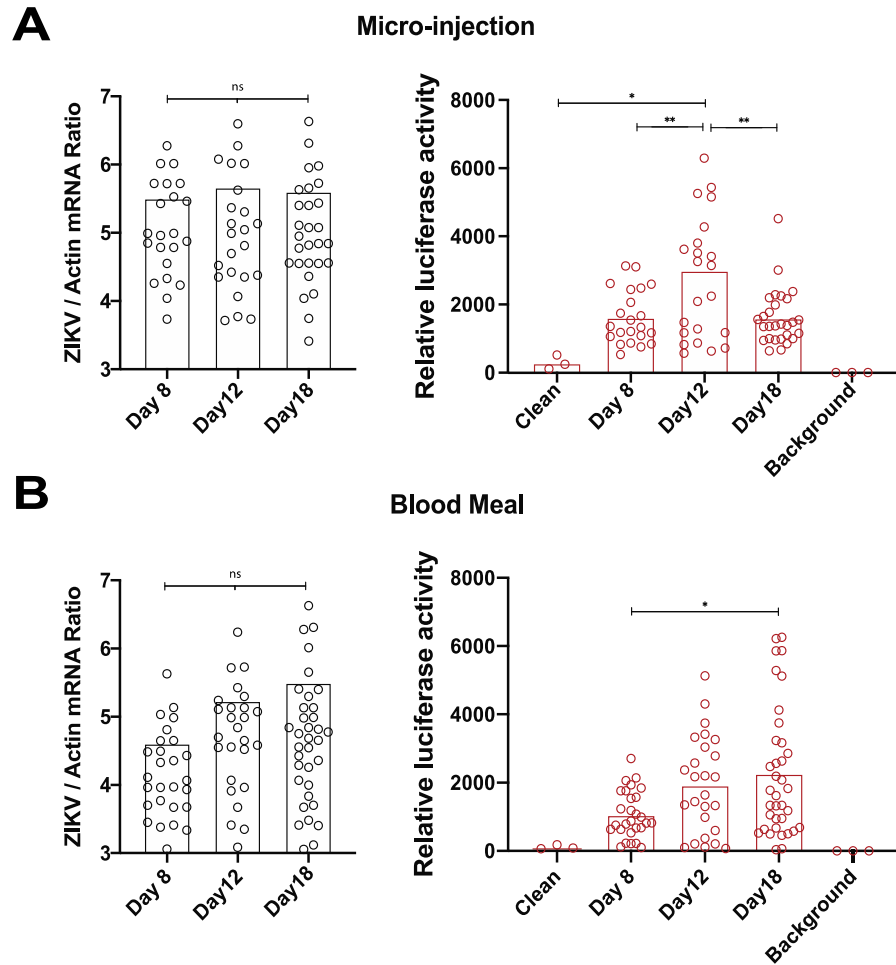 A
Micro-injection
ZIKV / Actin mRNA Ratio
7
6
5
4
3
ns
Day 8
Day12
Day18
Relative luciferase activity
8000
6000
4000
2000
0
*
**
**
Clean
Day 8
Day12
Day18
Background
B
Blood Meal
ZIKV / Actin mRNA Ratio
7
6
5
4
3
ns
Day 8
Day12
Day18
Relative luciferase activity
8000
6000
4000
2000
0
*
Clean
Day 8
Day12
Day18
Background